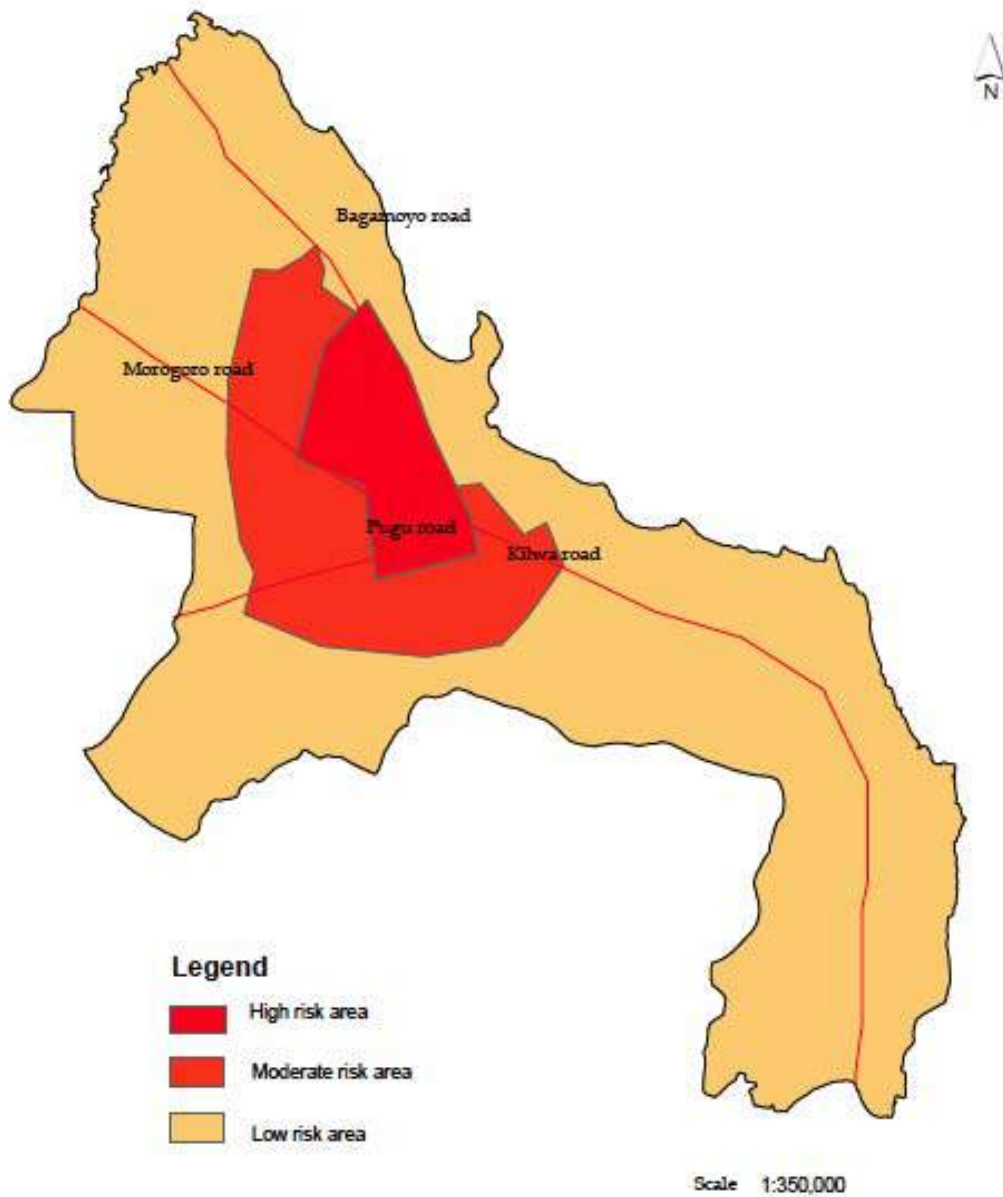 N
Bagamoyo road
Morogoro road
Pugu road
Kilwa road
Legend
High risk area
Moderate risk area
Low risk area
Scale 1:350,000